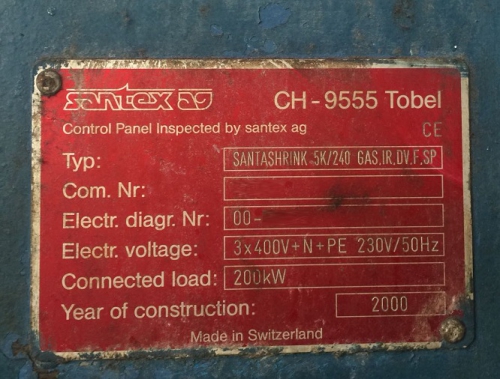 santex ag CH-9555 Tobel
Control Panel Inspected by santex ag CE
Typ: SANTASHRINK 5K/240 GAS,IR,DV,F,SP
Com. Nr:
Electr. diagr. Nr: 00-
Electr. voltage: 3x400V+N+PE 230V/50Hz
Connected load: 200kW
Year of construction: 2000
Made in Switzerland